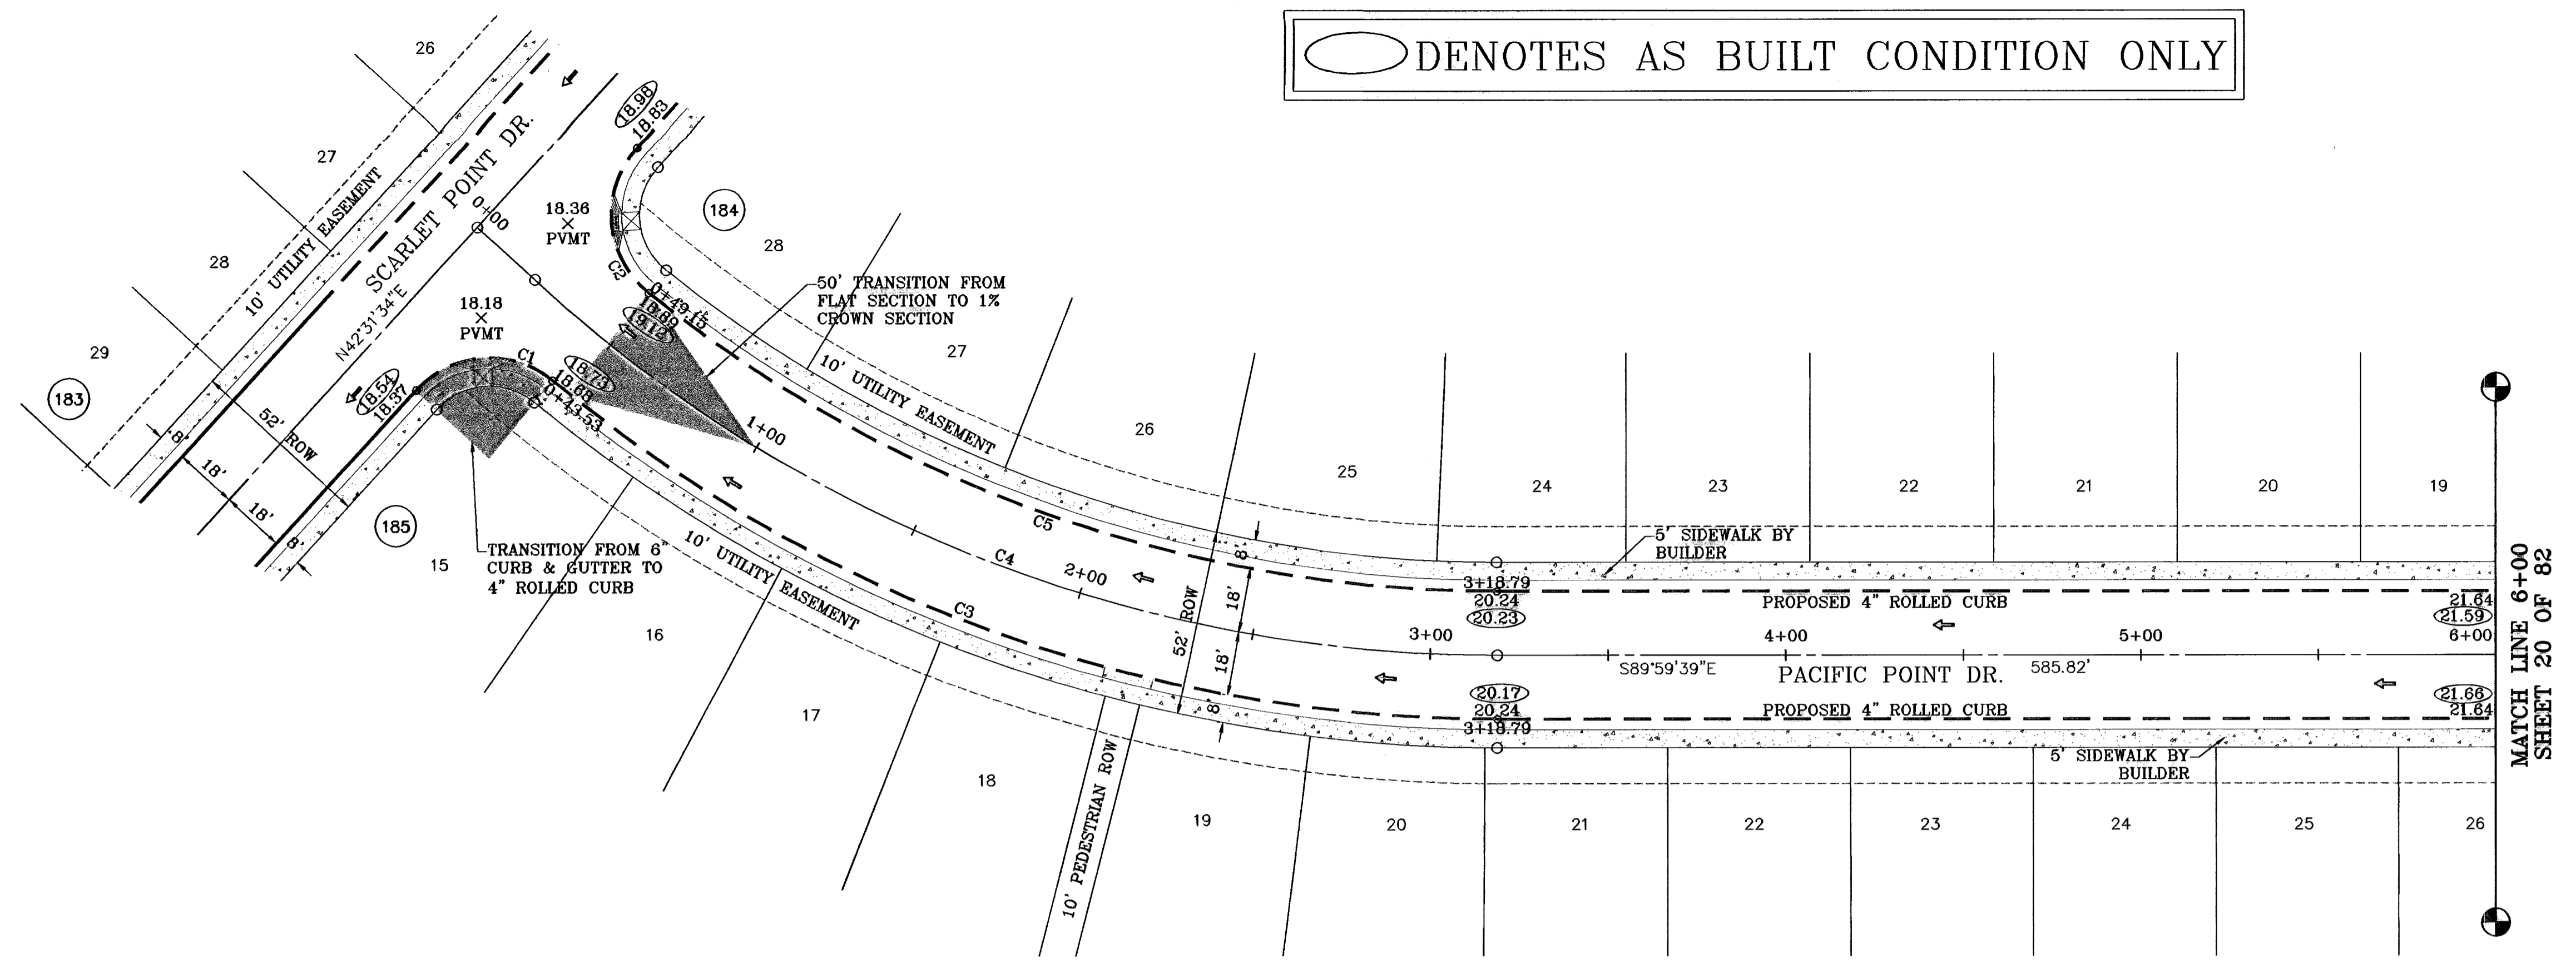 DENOTES AS BUILT CONDITION ONLY
26
27
28
29
183
10' UTILITY EASEMENT
SCARLET POINT DR.
N42°31'34"E
0+00
18.98
18.83
18.36
PVMT
18.18
PVMT
184
28
C2
0+49.15
18.89
19.12
50' TRANSITION FROM
FLAT SECTION TO 1%
CROWN SECTION
27
10' UTILITY EASEMENT
C1
18.73
18.68
0+43.53
18.54
18.37
52' ROW
8'
18'
18'
8'
185
15
TRANSITION FROM 6"
CURB & GUTTER TO
4" ROLLED CURB
1+00
26
25
24
23
22
21
20
19
C5
C4
2+00
C3
10' UTILITY EASEMENT
16
17
18
10' PEDESTRIAN ROW
52' ROW
8'
18'
18'
8'
5' SIDEWALK BY
BUILDER
3+18.79
20.24
20.23
PROPOSED 4" ROLLED CURB
21.64
21.59
3+00
4+00
5+00
6+00
S89°59'39"E
PACIFIC POINT DR.
585.82'
20.17
20.24
3+18.79
PROPOSED 4" ROLLED CURB
21.66
21.64
5' SIDEWALK BY
BUILDER
19
20
21
22
23
24
25
26
MATCH LINE 6+00
SHEET 20 OF 82